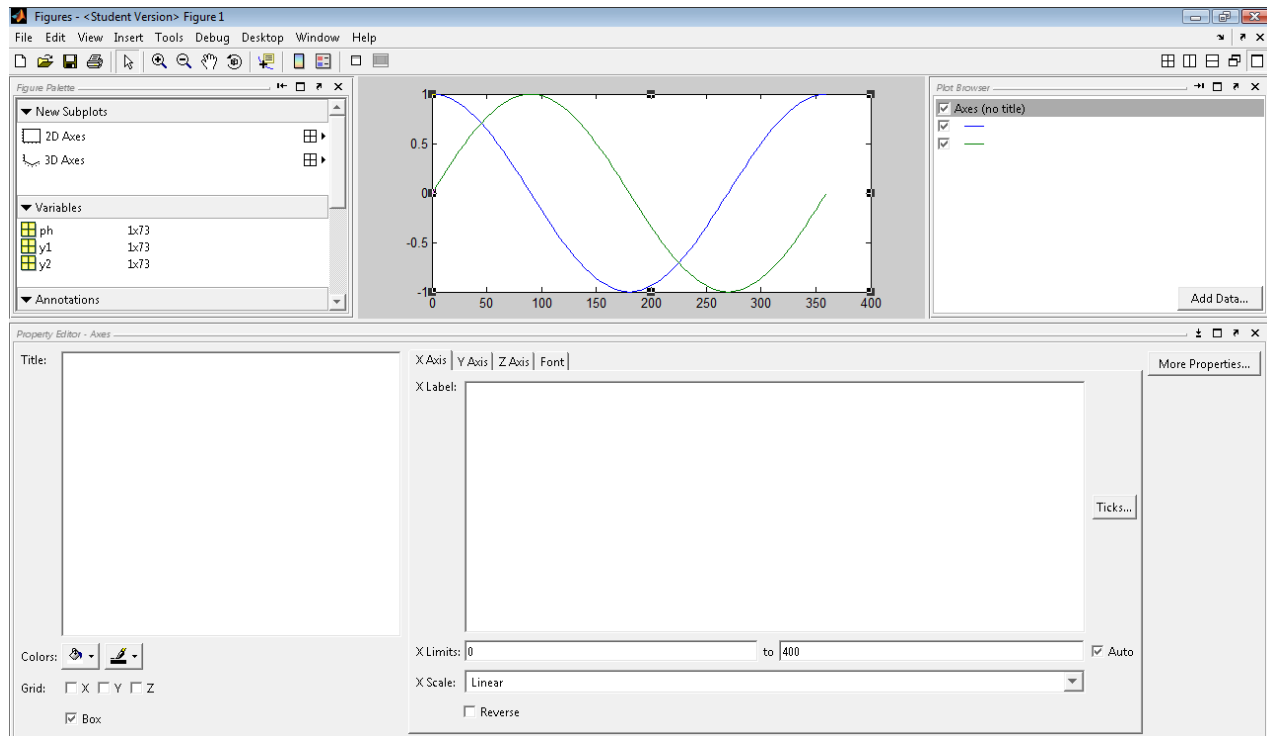 Figures - <Student Version> Figure 1
File Edit View Insert Tools Debug Desktop Window Help
Figure Palette
New Subplots
2D Axes
3D Axes
Variables
ph 1x73
y1 1x73
y2 1x73
Annotations
1
0.5
0
-0.5
-1
0 50 100 150 200 250 300 350 400
Plot Browser
Axes (no title)
Add Data...
Property Editor - Axes
Title:
Colors:
Grid: X Y Z
Box
X Axis Y Axis Z Axis Font
X Label:
Ticks...
X Limits: 0 to 400 Auto
X Scale: Linear
Reverse
More Properties...